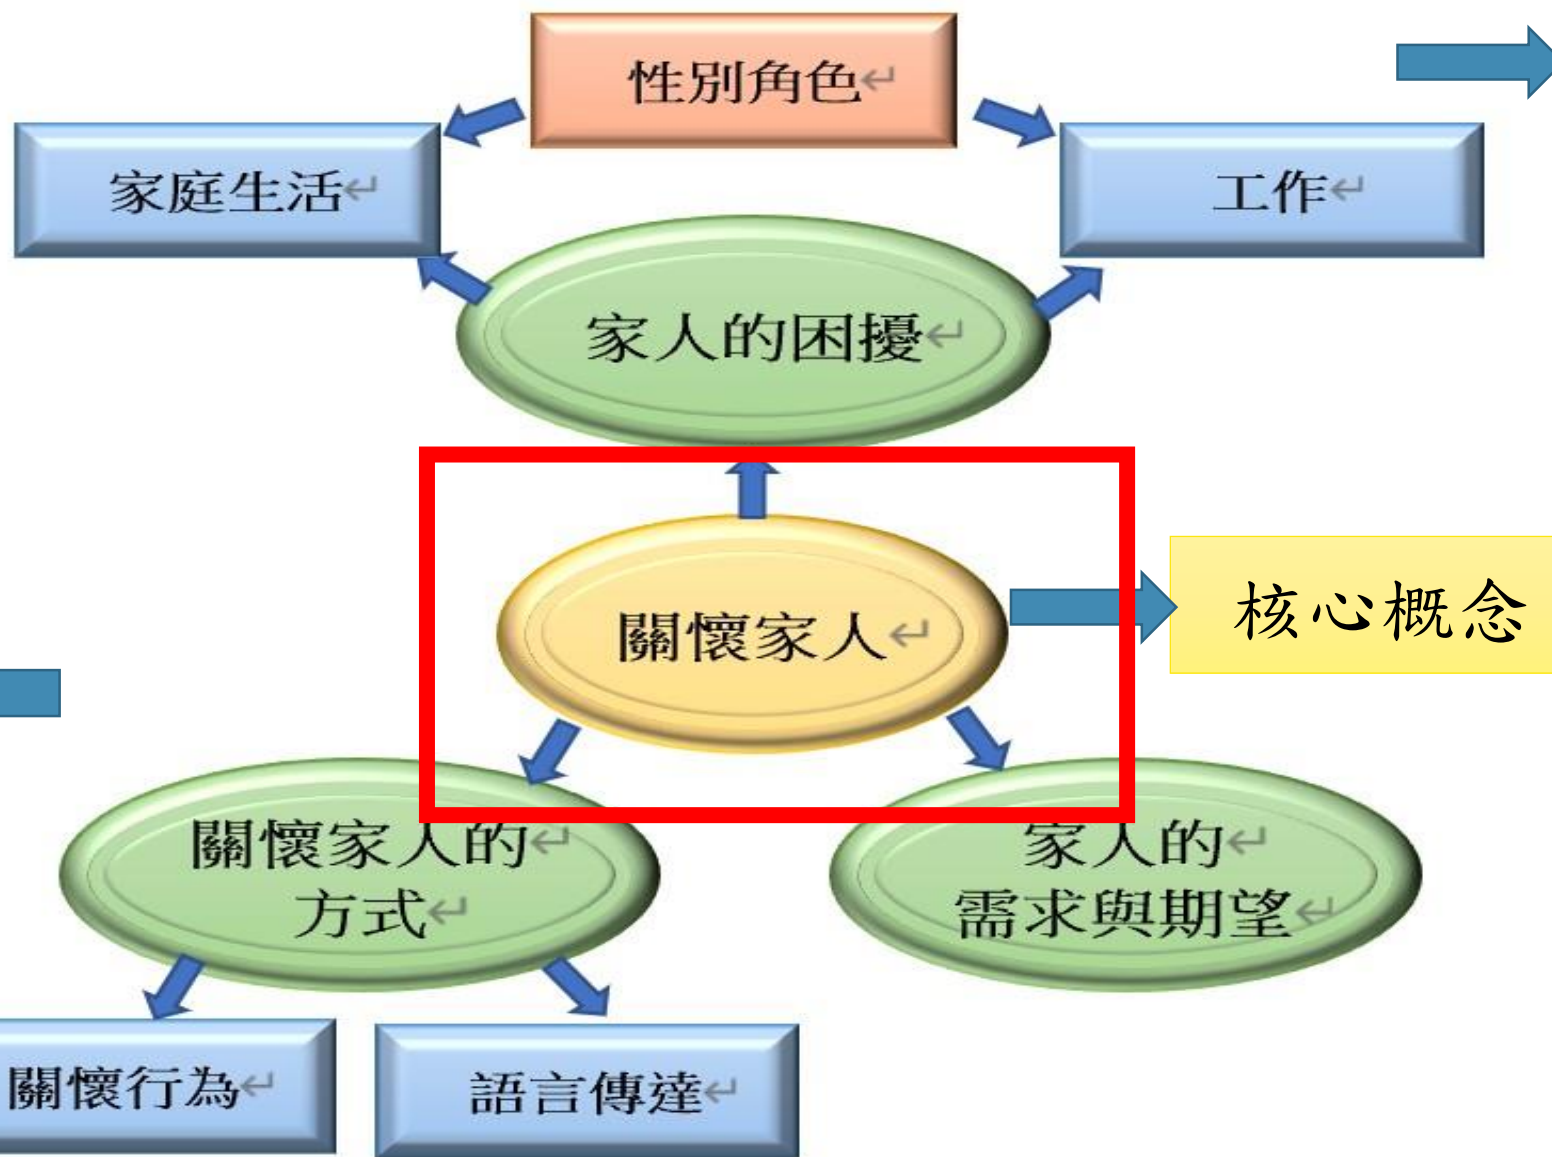 性別角色
家庭生活
工作
家人的困擾
關懷家人
核心概念
關懷家人的
方式
家人的
需求與期望
關懷行為
語言傳達